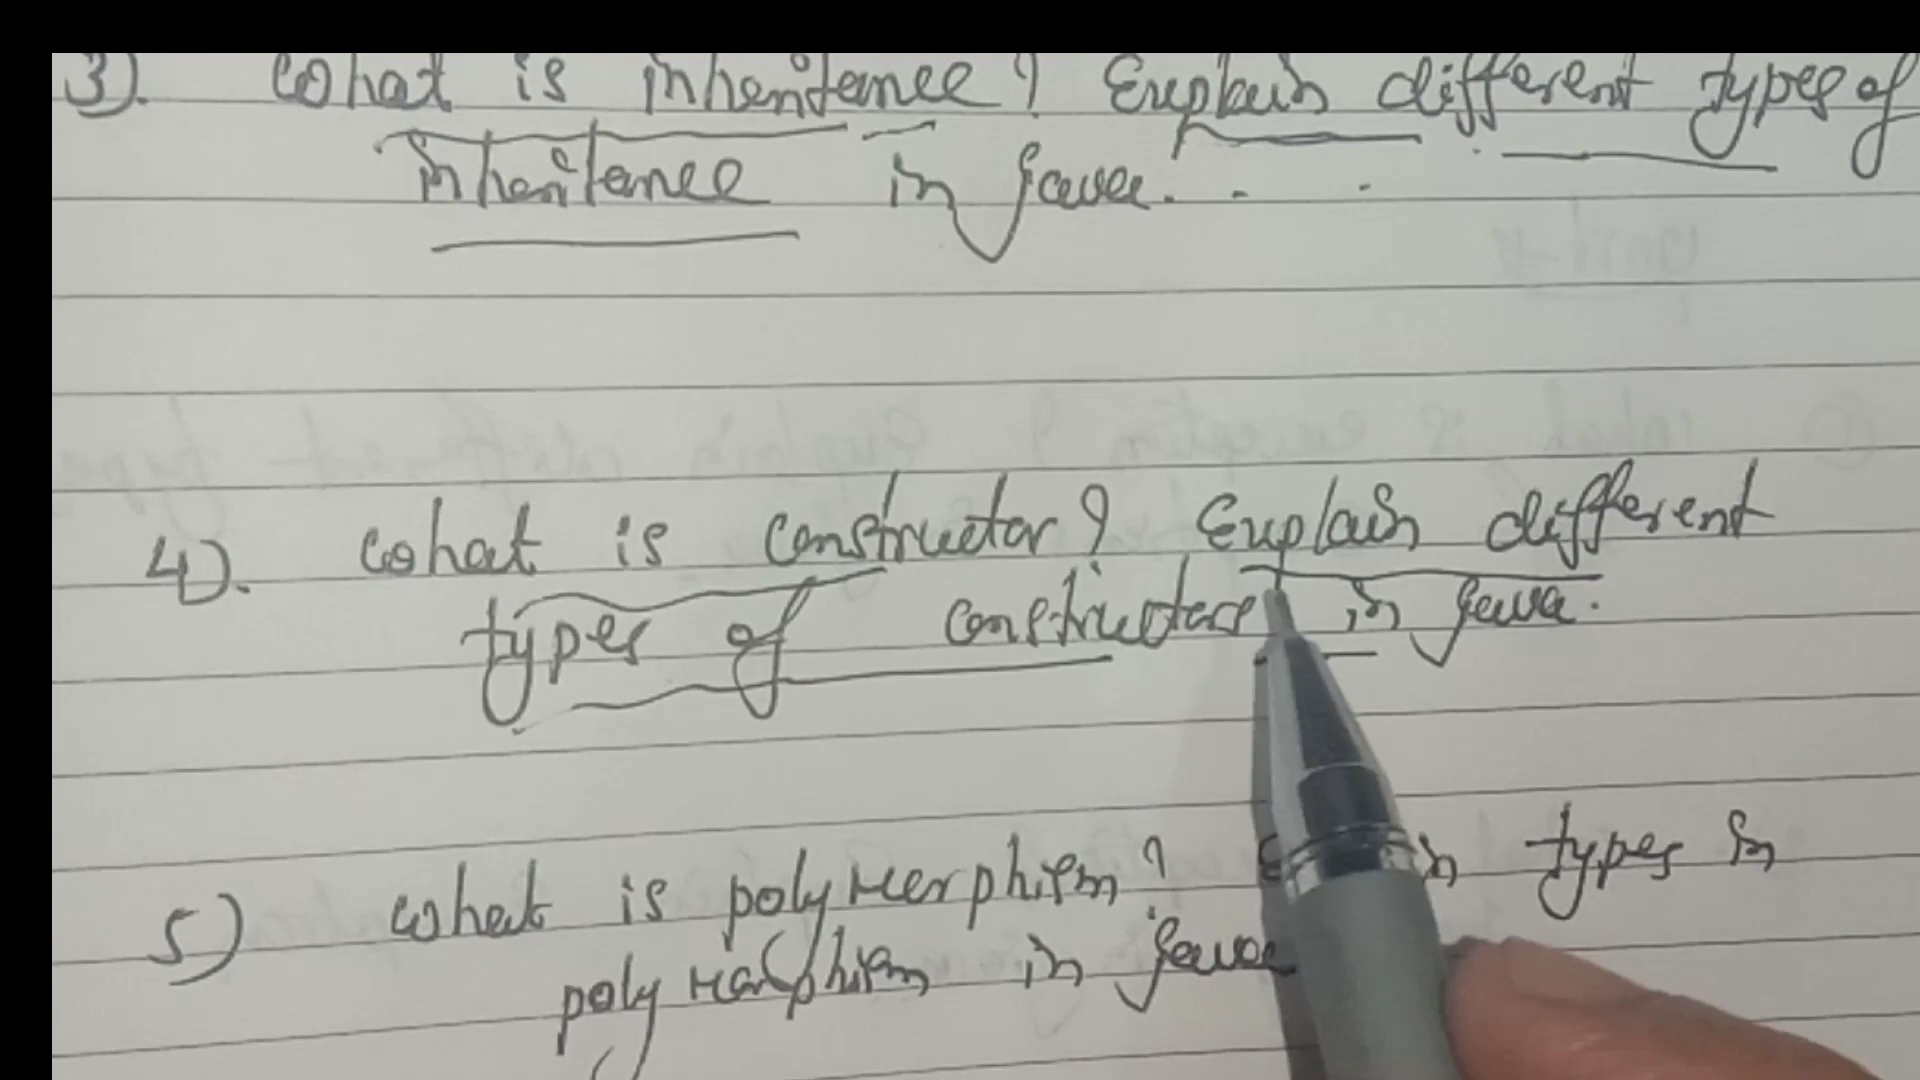 3). What is inheritance? Explain different types of
inheritance in Java.
4). What is constructor? Explain different
types of constructors in Java.
5) What is polymorphism? types in
polymorphism in Java